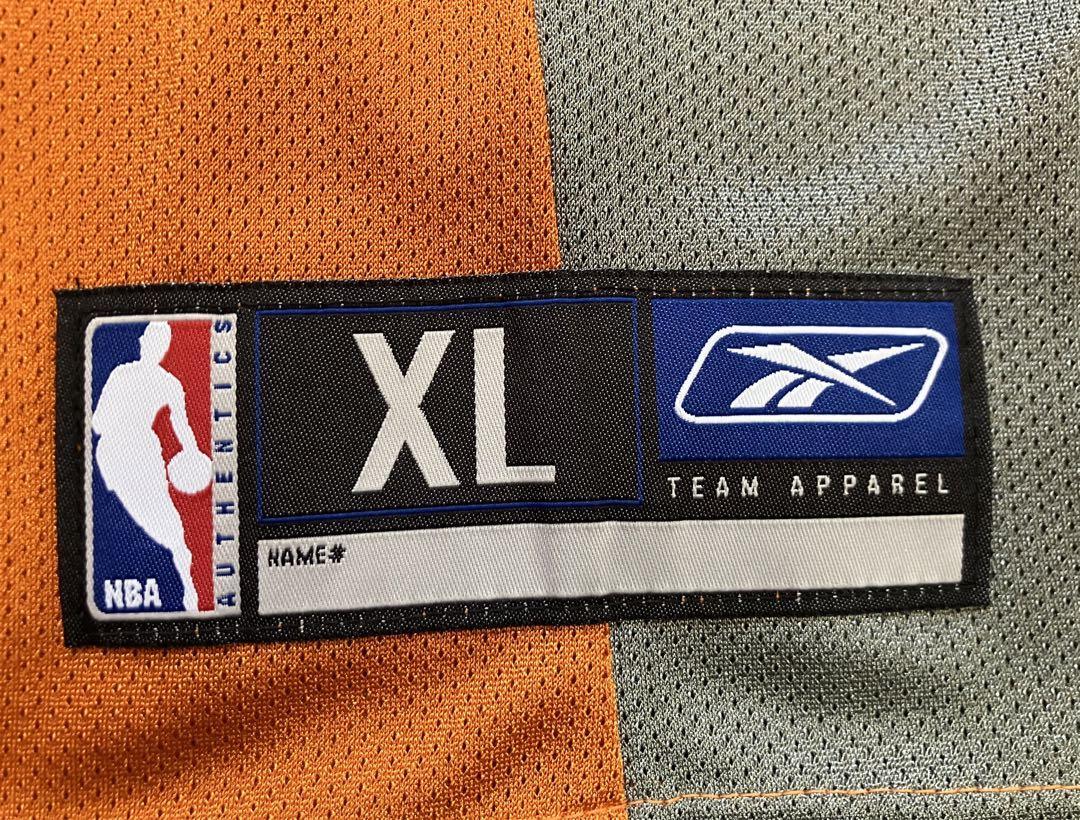 NBA
AUTHENTICS
XL
TEAM APPAREL
NAME#